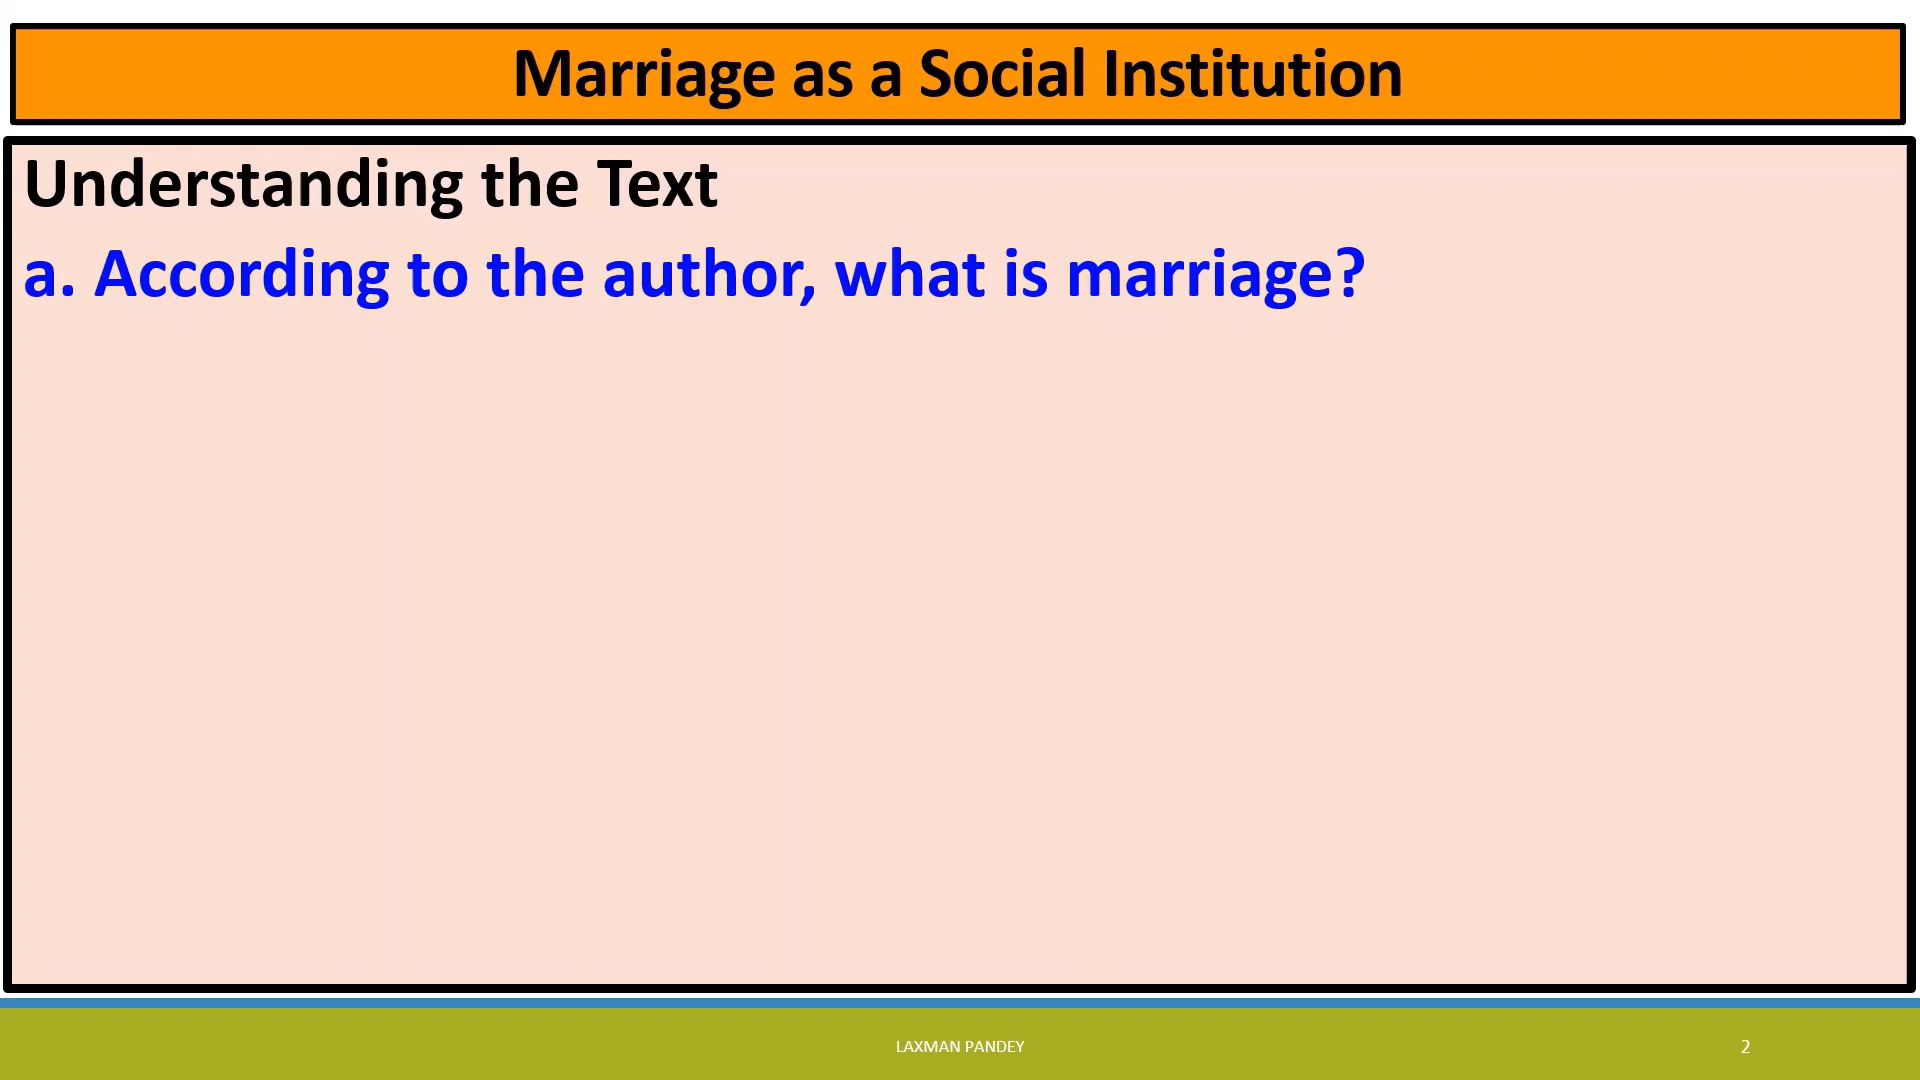 Marriage as a Social Institution
Understanding the Text
a. According to the author, what is marriage?
LAXMAN PANDEY
2